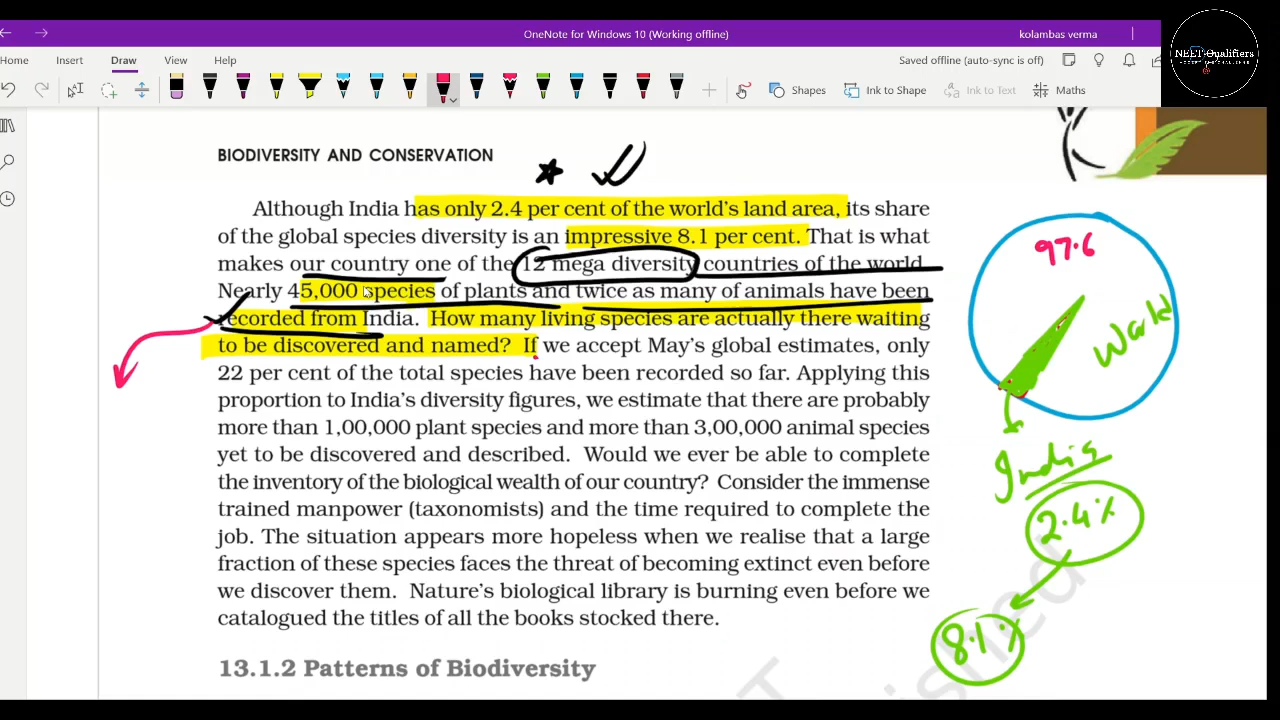 OneNote for Windows 10 (Working offline)
kolambas verma
NEET Qualifiers
Home Insert Draw View Help
Saved offline (auto-sync is off)
Shapes Ink to Shape Ink to Text Maths
BIODIVERSITY AND CONSERVATION
Although India has only 2.4 per cent of the world's land area, its share
of the global species diversity is an impressive 8.1 per cent. That is what
makes our country one of the 12 mega diversity countries of the world.
Nearly 45,000 species of plants and twice as many of animals have been
recorded from India. How many living species are actually there waiting
to be discovered and named? If we accept May's global estimates, only
22 per cent of the total species have been recorded so far. Applying this
proportion to India's diversity figures, we estimate that there are probably
more than 1,00,000 plant species and more than 3,00,000 animal species
yet to be discovered and described. Would we ever be able to complete
the inventory of the biological wealth of our country? Consider the immense
trained manpower (taxonomists) and the time required to complete the
job. The situation appears more hopeless when we realise that a large
fraction of these species faces the threat of becoming extinct even before
we discover them. Nature's biological library is burning even before we
catalogued the titles of all the books stocked there.
13.1.2 Patterns of Biodiversity
97.6
World
India
2.4%
8.1%